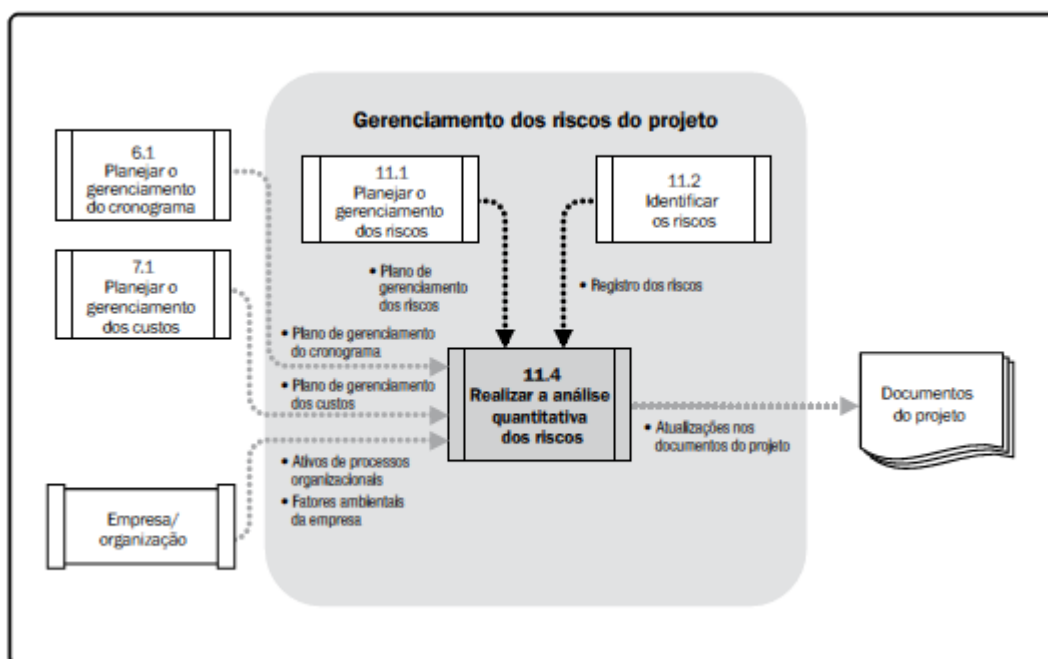 Gerenciamento dos riscos do projeto
6.1
Planejar o
gerenciamento
do cronograma
11.1
Planejar o
gerenciamento
dos riscos
11.2
Identificar
os riscos
7.1
Planejar o
gerenciamento
dos custos
• Plano de
gerenciamento
dos riscos
• Registro dos riscos
• Plano de gerenciamento
do cronograma
• Plano de gerenciamento
dos custos
11.4
Realizar a análise
quantitativa
dos riscos
Documentos
do projeto
• Atualizações nos
documentos do projeto
• Ativos de processos
organizacionais
• Fatores ambientais
da empresa
Empresa/
organização